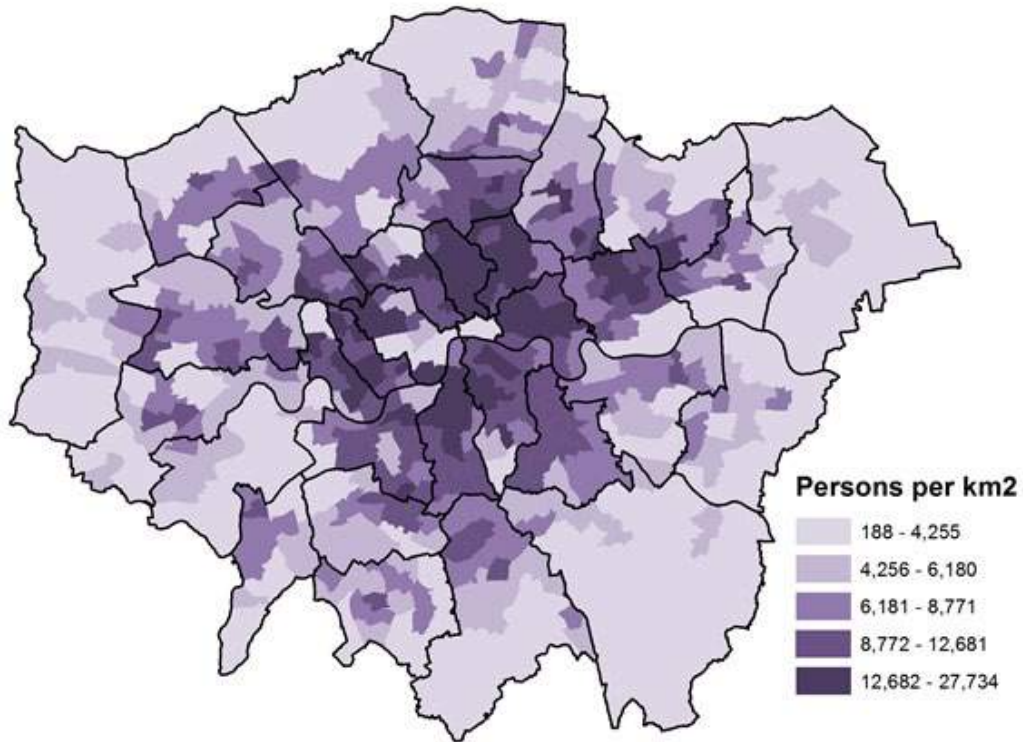 Persons per km2
188 - 4,255
4,256 - 6,180
6,181 - 8,771
8,772 - 12,681
12,682 - 27,734